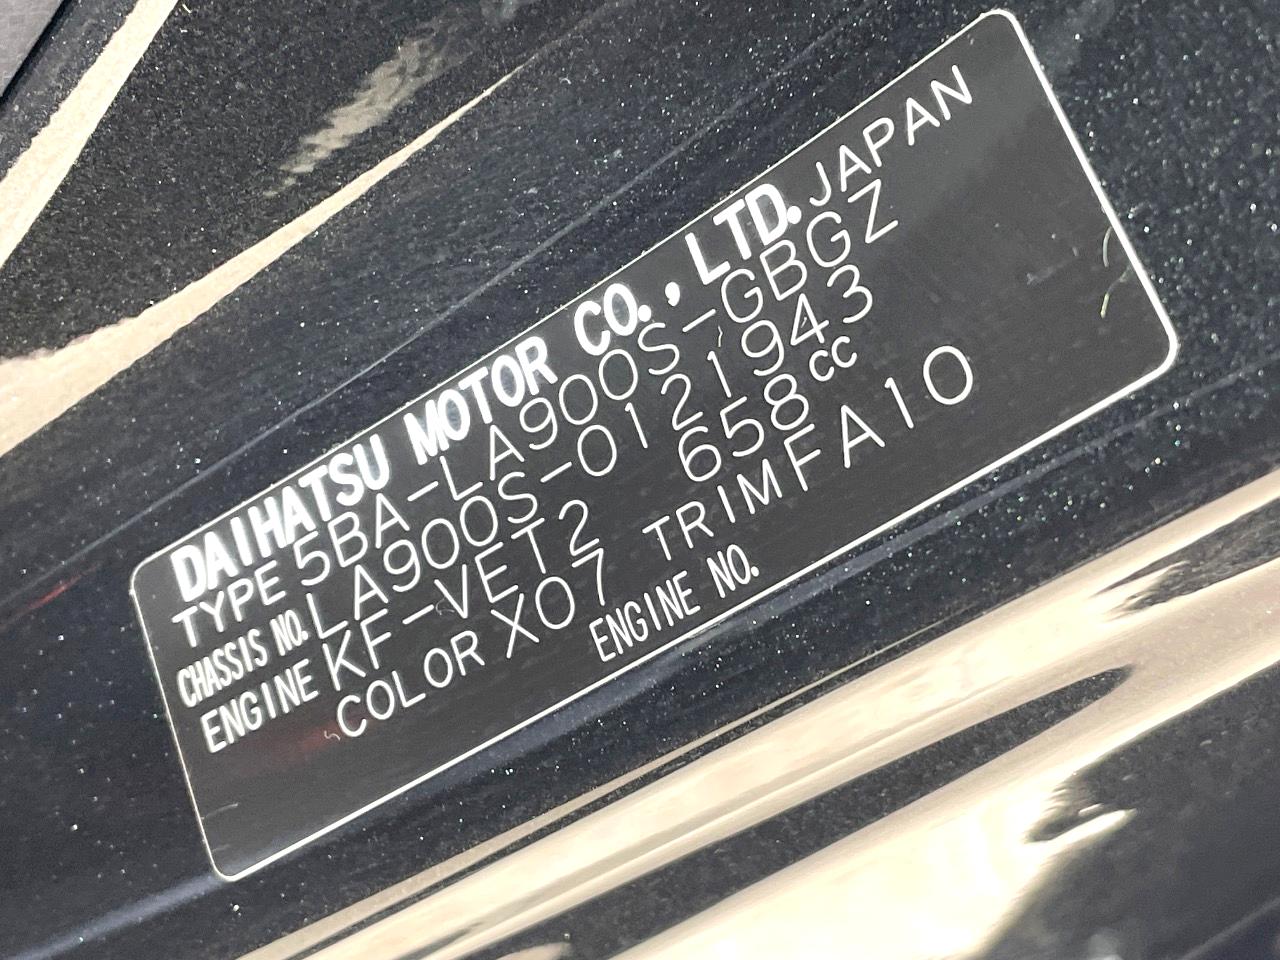 DAIHATSU MOTOR CO., LTD. JAPAN
TYPE 5BA-LA900S-GBGZ
CHASSIS NO. LA900S-0121943
ENGINE KF-VET2 658cc
COLOR X07 TRIM FA10
ENGINE NO.